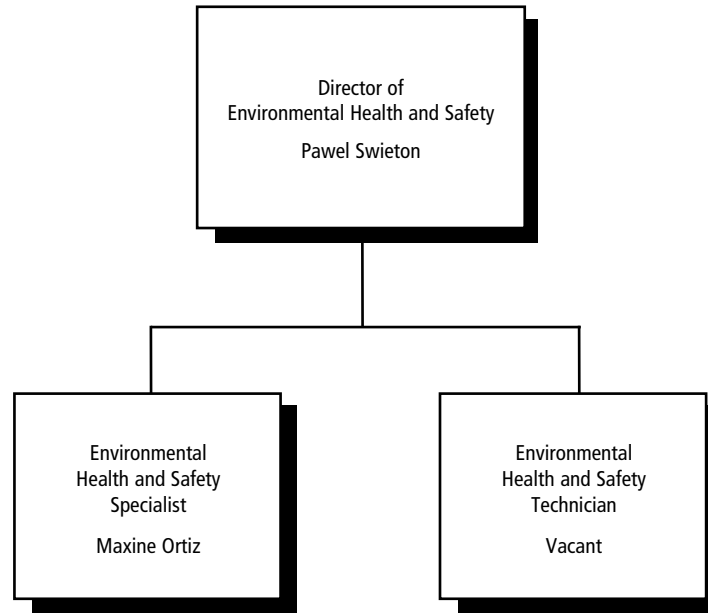 Director of
Environmental Health and Safety
Pawel Swieton
Environmental
Health and Safety
Specialist
Maxine Ortiz
Environmental
Health and Safety
Technician
Vacant